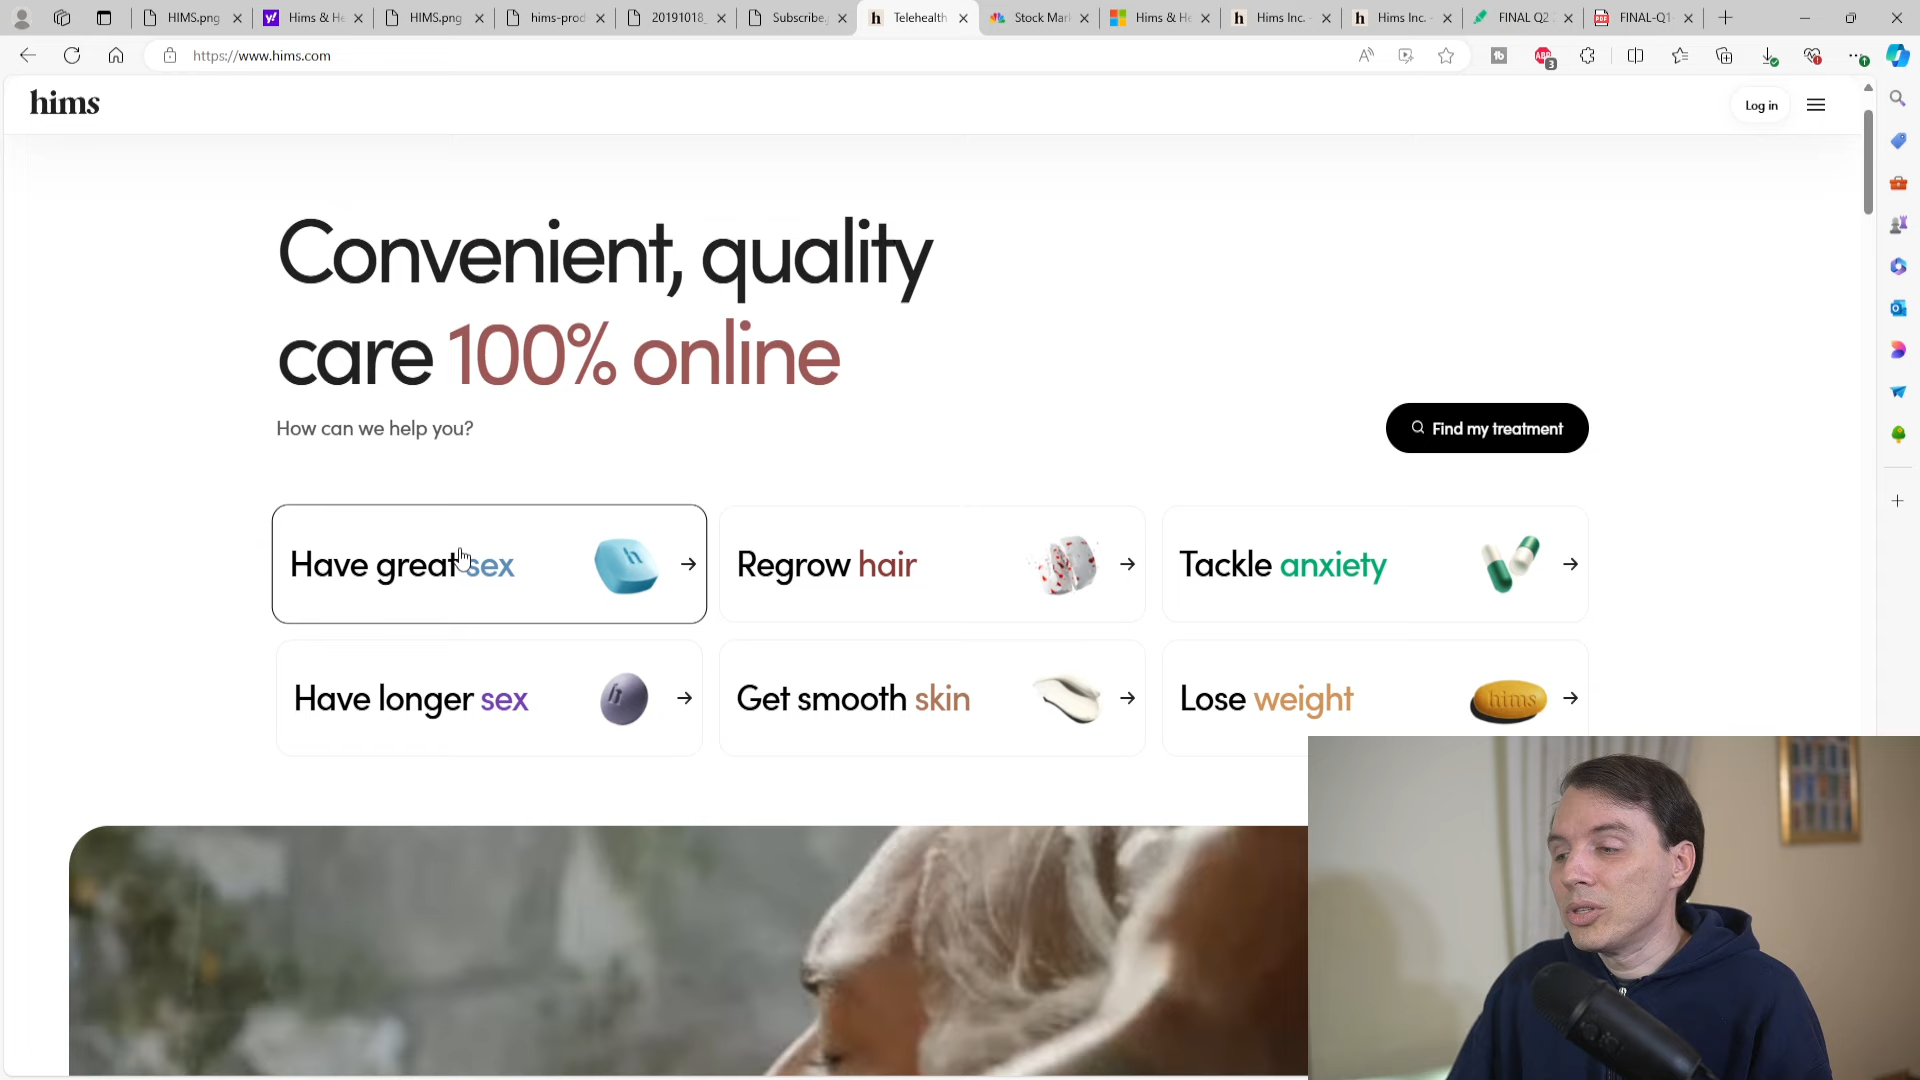 HIMS.png
Hims & He
HIMS.png
hims-prod
20191018_
Subscribe.
Telehealth
Stock Mar
Hims & He
Hims Inc. -
Hims Inc. -
FINAL Q2
FINAL-Q1-
https://www.hims.com
hims
Log in
Convenient, quality
care 100% online
How can we help you?
Find my treatment
Have great sex
Regrow hair
Tackle anxiety
Have longer sex
Get smooth skin
Lose weight